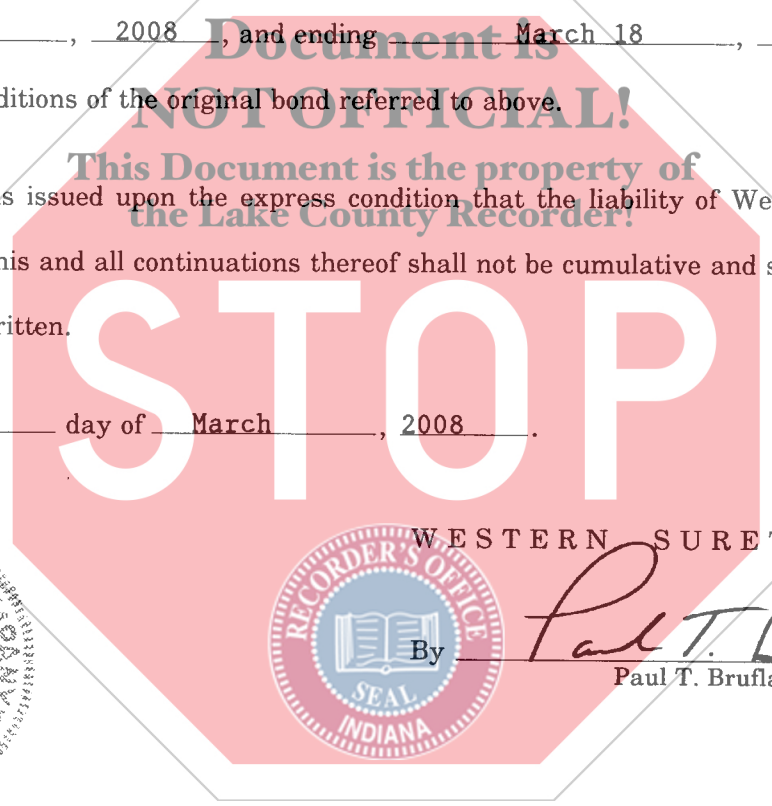 , 2008, and ending March 18,
Document is
ditions of the original bond referred to above.
NOT OFFICIAL!
This Document is the property of
s issued upon the express condition that the liability of We
the Lake County Recorder!
his and all continuations thereof shall not be cumulative and s
ritten.
STOP
day of March, 2008.
WESTERN SURET
RECORDER'S OFFICE
SEAL
INDIANA
By Paul T.
Paul T. Brufla